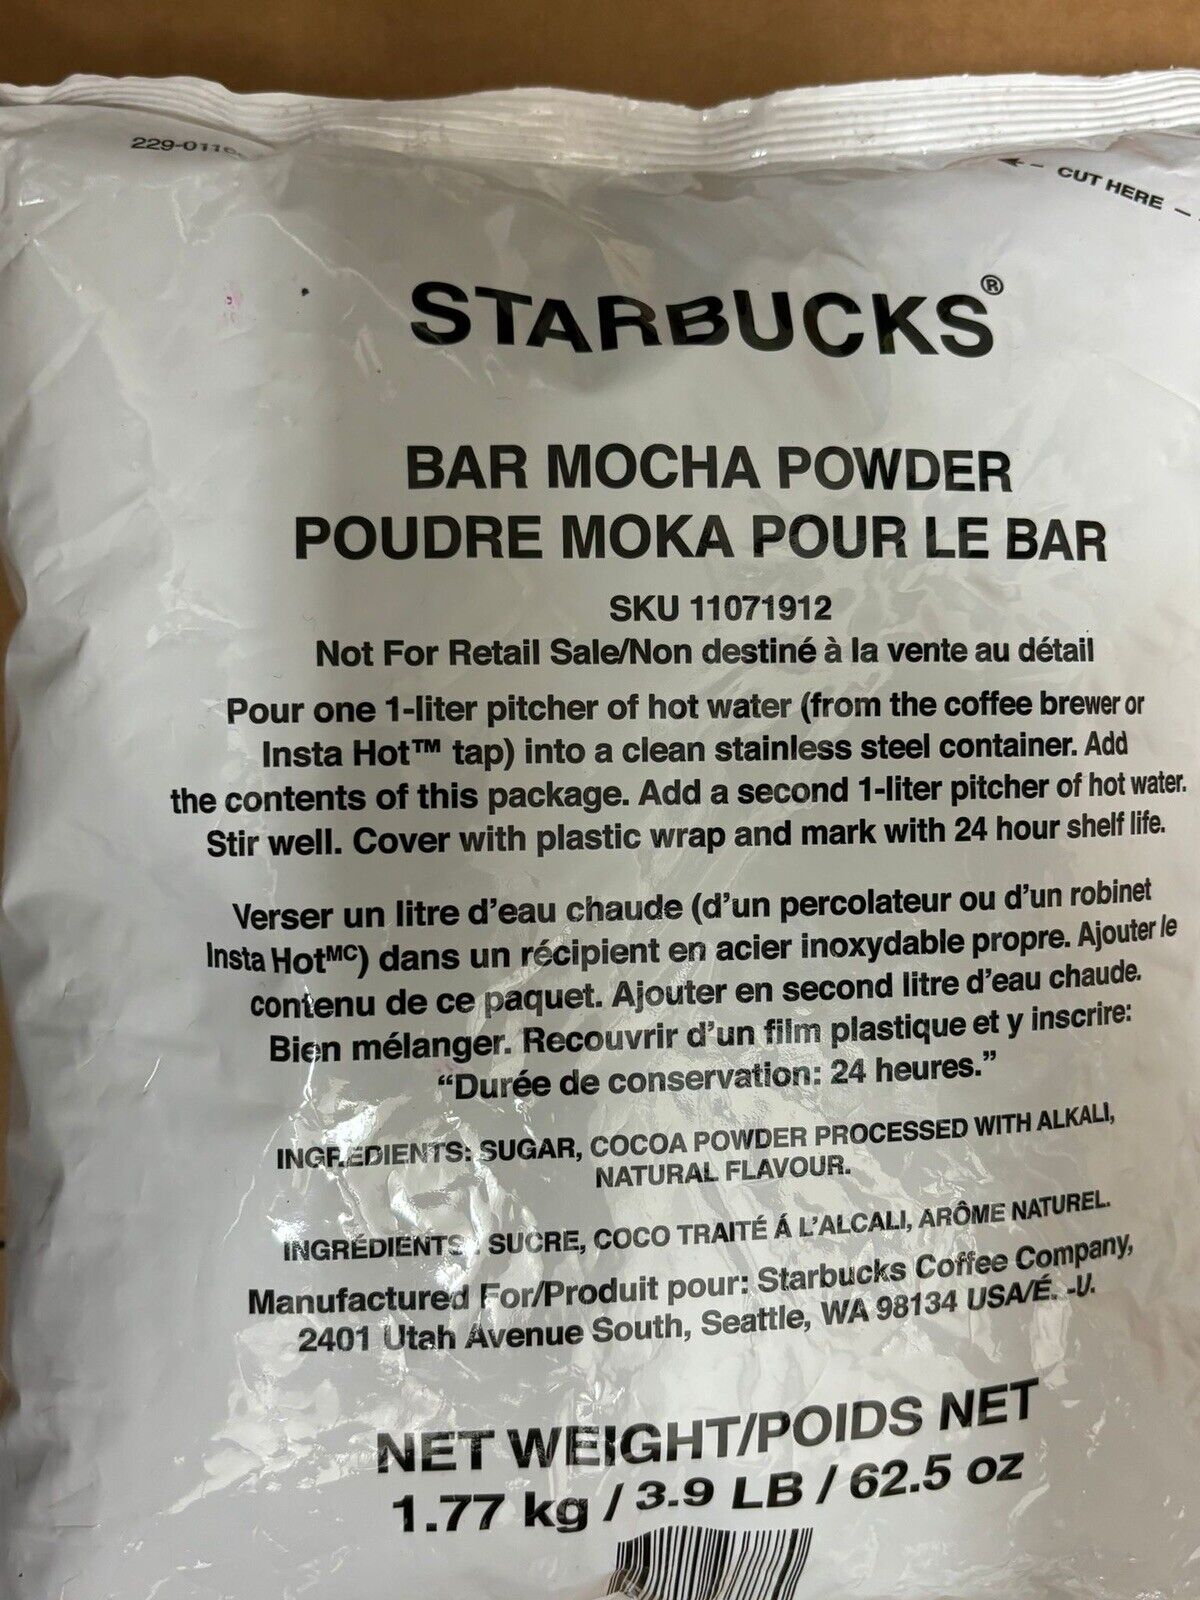 CUT HERE
STARBUCKS®
BAR MOCHA POWDER
POUDRE MOKA POUR LE BAR
SKU 11071912
Not For Retail Sale/Non destiné à la vente au détail
Pour one 1-liter pitcher of hot water (from the coffee brewer or
Insta Hot™ tap) into a clean stainless steel container. Add
the contents of this package. Add a second 1-liter pitcher of hot water.
Stir well. Cover with plastic wrap and mark with 24 hour shelf life.
Verser un litre d'eau chaude (d'un percolateur ou d'un robinet
Insta Hotᴹᶜ) dans un récipient en acier inoxydable propre. Ajouter le
contenu de ce paquet. Ajouter en second litre d'eau chaude.
Bien mélanger. Recouvrir d'un film plastique et y inscrire:
“Durée de conservation: 24 heures.”
INGREDIENTS: SUGAR, COCOA POWDER PROCESSED WITH ALKALI,
NATURAL FLAVOUR.
INGRÉDIENTS : SUCRE, COCO TRAITÉ Á L'ALCALI, ARÔME NATUREL.
Manufactured For/Produit pour: Starbucks Coffee Company,
2401 Utah Avenue South, Seattle, WA 98134 USA/É. -U.
NET WEIGHT/POIDS NET
1.77 kg / 3.9 LB / 62.5 oz